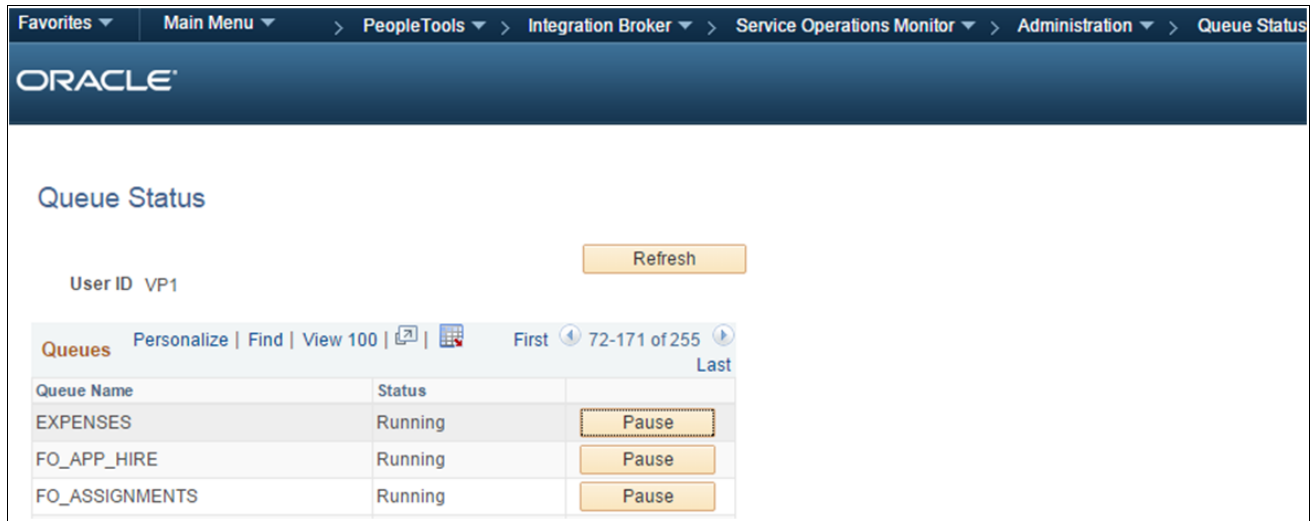 Favorites Main Menu > PeopleTools > Integration Broker > Service Operations Monitor > Administration > Queue Status
ORACLE
Queue Status
Refresh
User ID VP1
Queues Personalize | Find | View 100 | | First 72-171 of 255
Last
Queue Name Status
EXPENSES Running Pause
FO_APP_HIRE Running Pause
FO_ASSIGNMENTS Running Pause